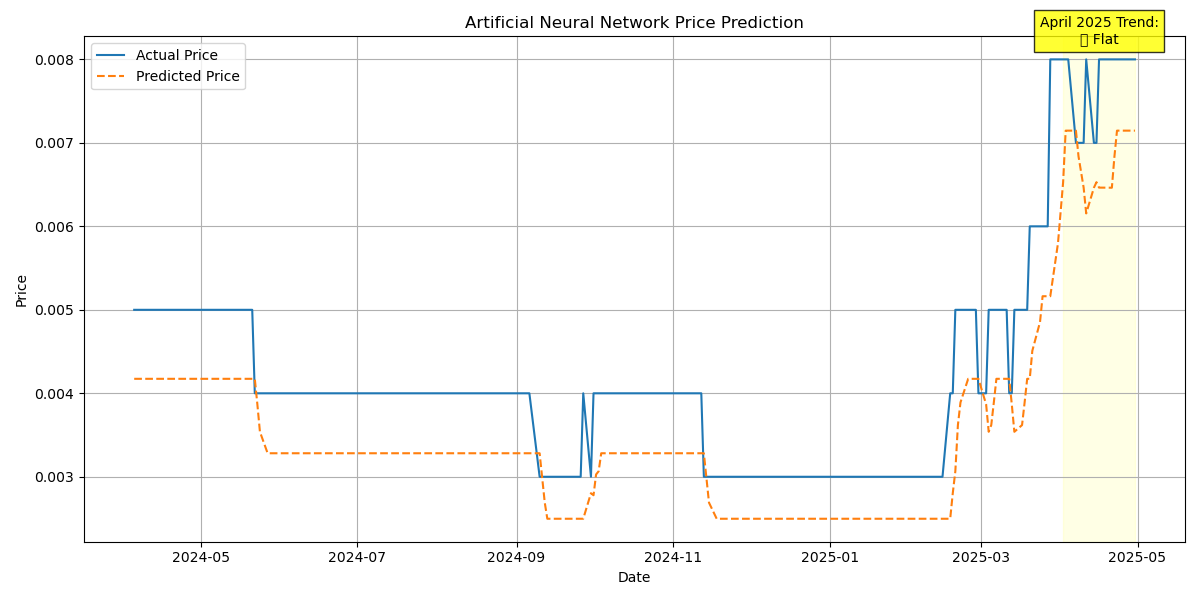 Artificial Neural Network Price Prediction
April 2025 Trend:
Flat
Actual Price
Predicted Price
0.008
0.007
0.006
0.005
0.004
0.003
Price
2024-05
2024-07
2024-09
2024-11
2025-01
2025-03
2025-05
Date